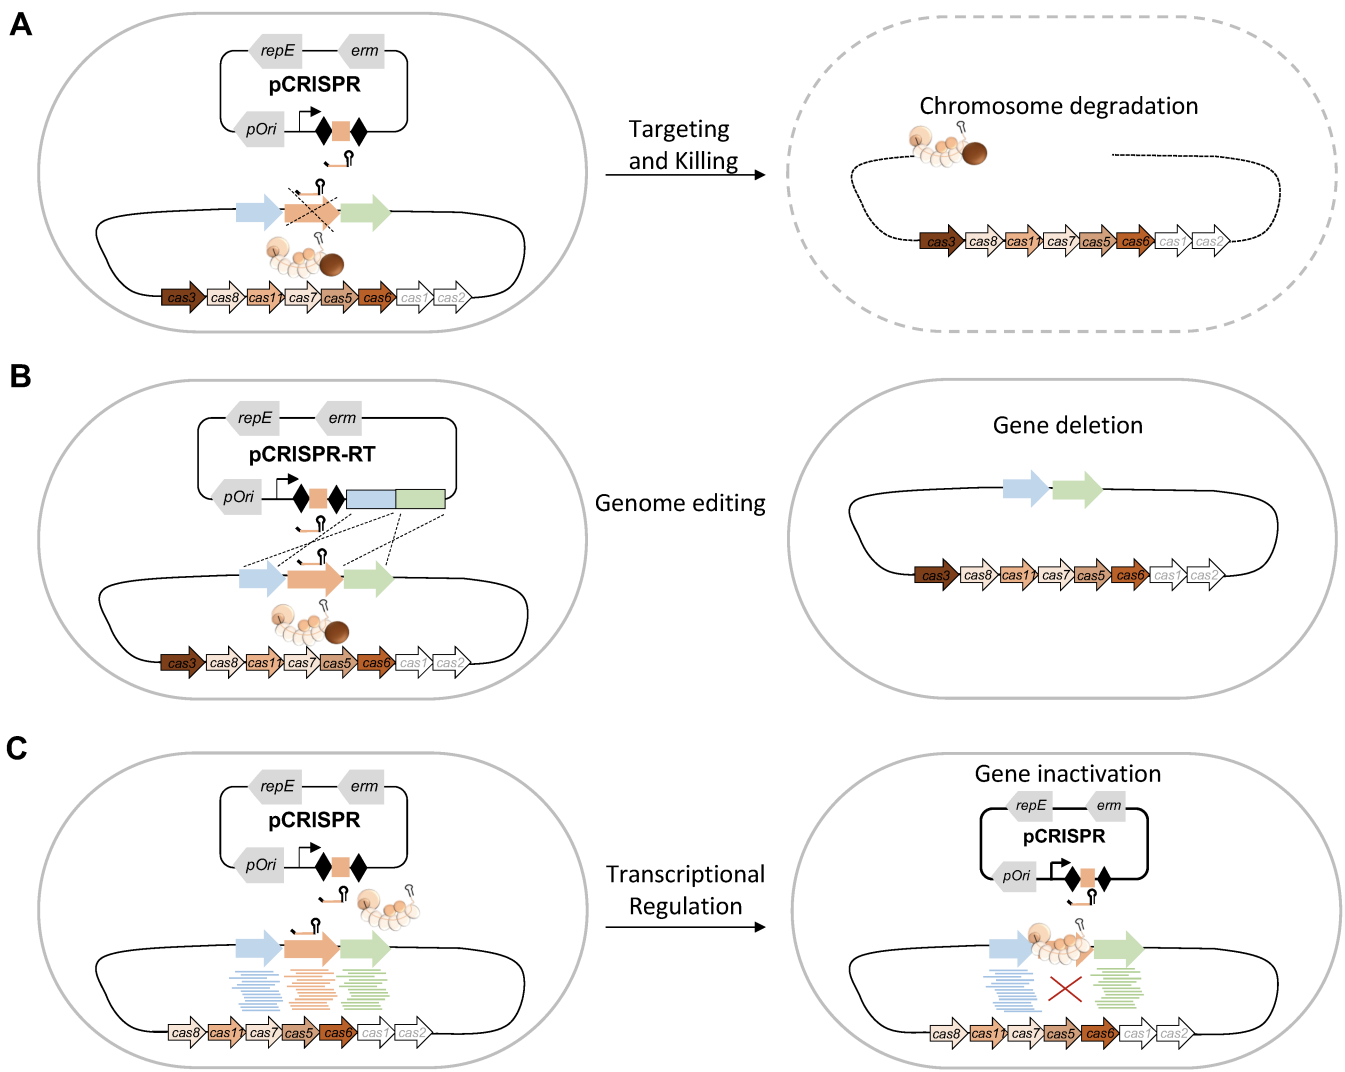 A
repE erm
pCRISPR
pOri
cas3 cas8 cas11 cas7 cas5 cas6 cas1 cas2
Targeting
and Killing
Chromosome degradation
cas3 cas8 cas11 cas7 cas5 cas6 cas1 cas2
B
repE erm
pCRISPR-RT
pOri
cas3 cas8 cas11 cas7 cas5 cas6 cas1 cas2
Genome editing
Gene deletion
cas3 cas8 cas11 cas7 cas5 cas6 cas1 cas2
C
repE erm
pCRISPR
pOri
cas8 cas11 cas7 cas5 cas6 cas1 cas2
Transcriptional
Regulation
Gene inactivation
repE erm
pCRISPR
pOri
cas8 cas11 cas7 cas5 cas6 cas1 cas2